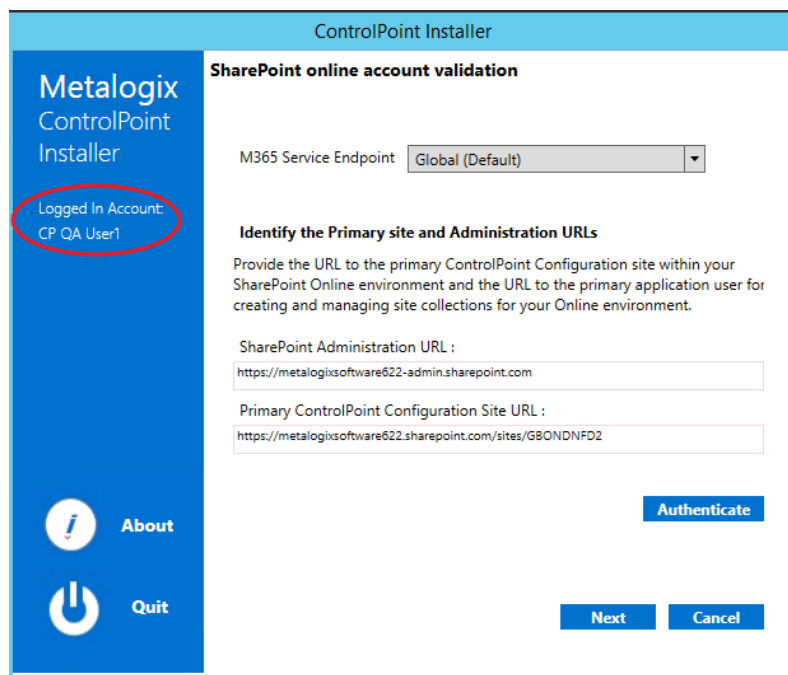 ControlPoint Installer
Metalogix
ControlPoint
Installer
Logged In Account:
CP QA User1
About
Quit
SharePoint online account validation
M365 Service Endpoint Global (Default)
Identify the Primary site and Administration URLs
Provide the URL to the primary ControlPoint Configuration site within your
SharePoint Online environment and the URL to the primary application user for
creating and managing site collections for your Online environment.
SharePoint Administration URL :
https://metalogixsoftware622-admin.sharepoint.com
Primary ControlPoint Configuration Site URL :
https://metalogixsoftware622.sharepoint.com/sites/GBONDNFD2
Authenticate
Next Cancel